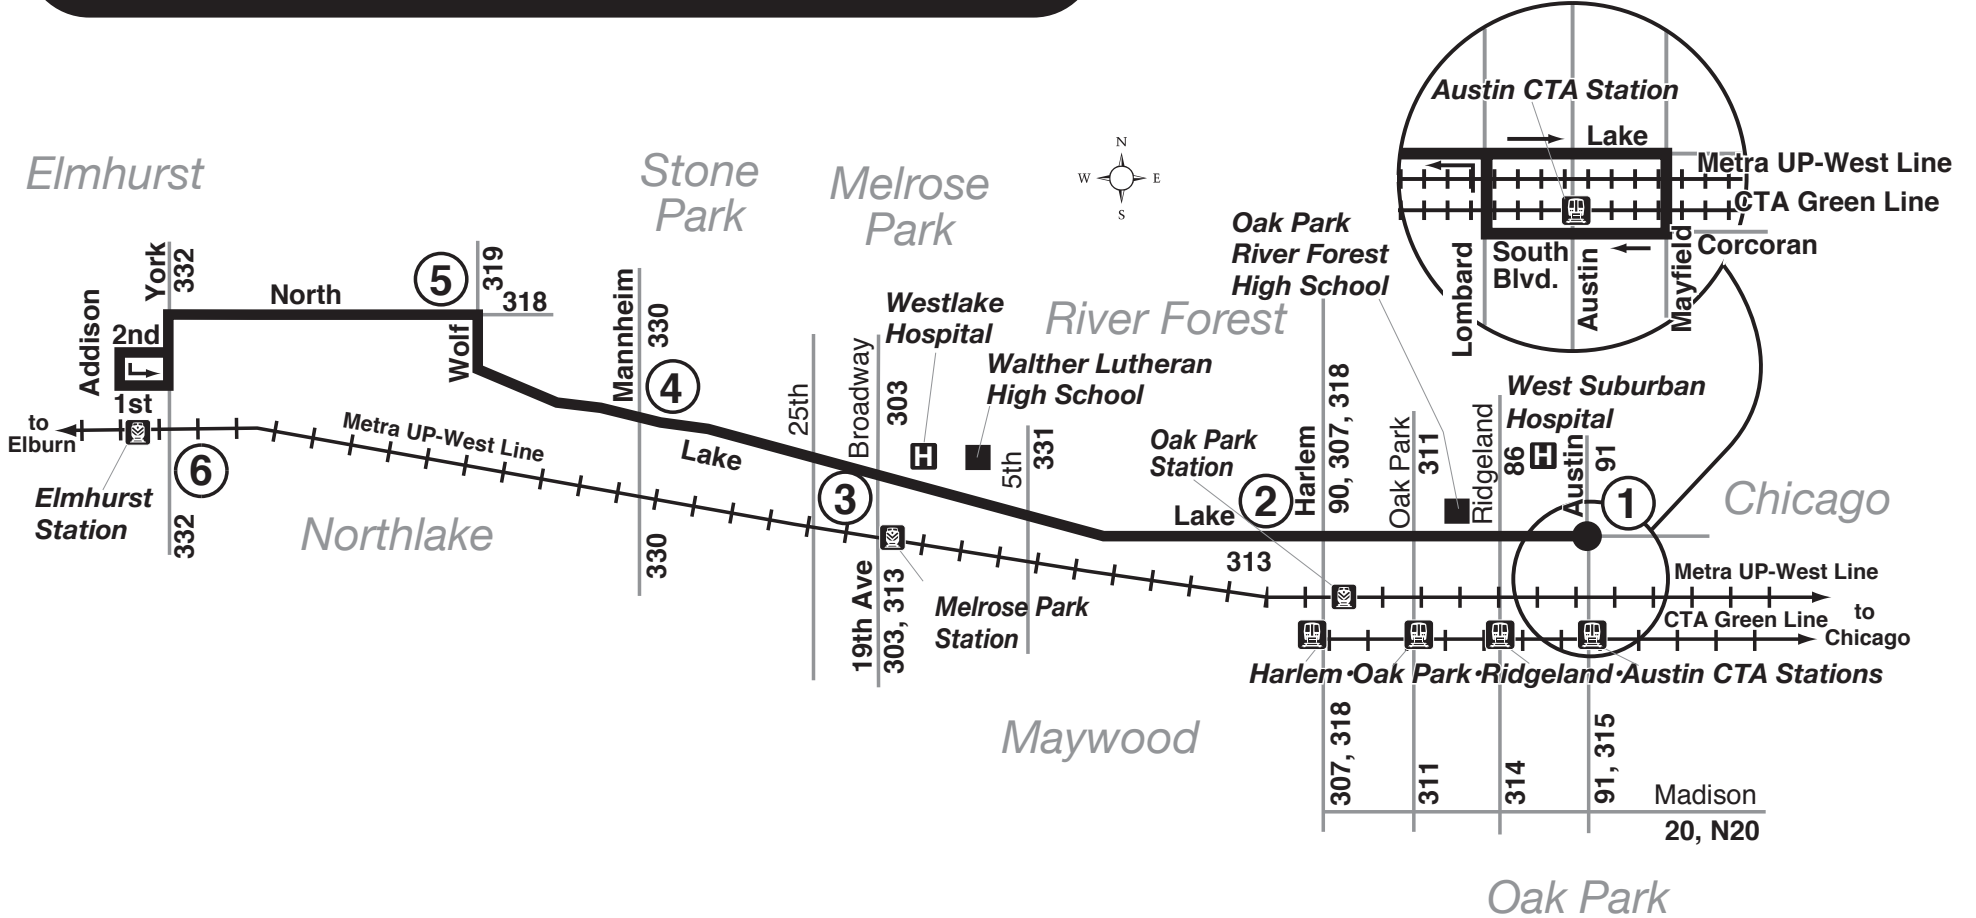 Austin CTA Station
Lake
Metra UP-West Line
CTA Green Line
Corcoran
South
Blvd.
Lombard
Austin
Mayfield
N
W
E
S
Elmhurst
Stone
Park
Melrose
Park
River Forest
Oak Park
River Forest
High School
York
332
Addison
2nd
1st
North
5
319
318
Wolf
Mannheim
330
4
25th
Broadway
303
Westlake
Hospital
H
Walther Lutheran
High School
5th
331
Harlem
90, 307, 318
Oak Park
311
Ridgeland
86
West Suburban
Hospital
H
Austin
91
1
Chicago
to
Elburn
Metra UP-West Line
Lake
Oak Park
Station
2
Lake
3
6
Elmhurst
Station
332
Northlake
330
19th Ave
303, 313
Melrose Park
Station
313
Metra UP-West Line
CTA Green Line
to
Chicago
Harlem•Oak Park•Ridgeland•Austin CTA Stations
Maywood
307, 318
311
314
91, 315
Madison
20, N20
Oak Park